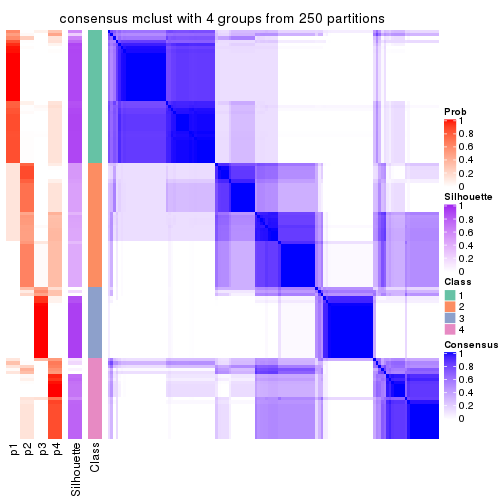 consensus mclust with 4 groups from 250 partitions
Prob
1
0.8
0.6
0.4
0.2
0
Silhouette
1
0.8
0.6
0.4
0.2
0
Class
1
2
3
4
Consensus
1
0.8
0.6
0.4
0.2
0
p1
p2
p3
p4
Silhouette
Class